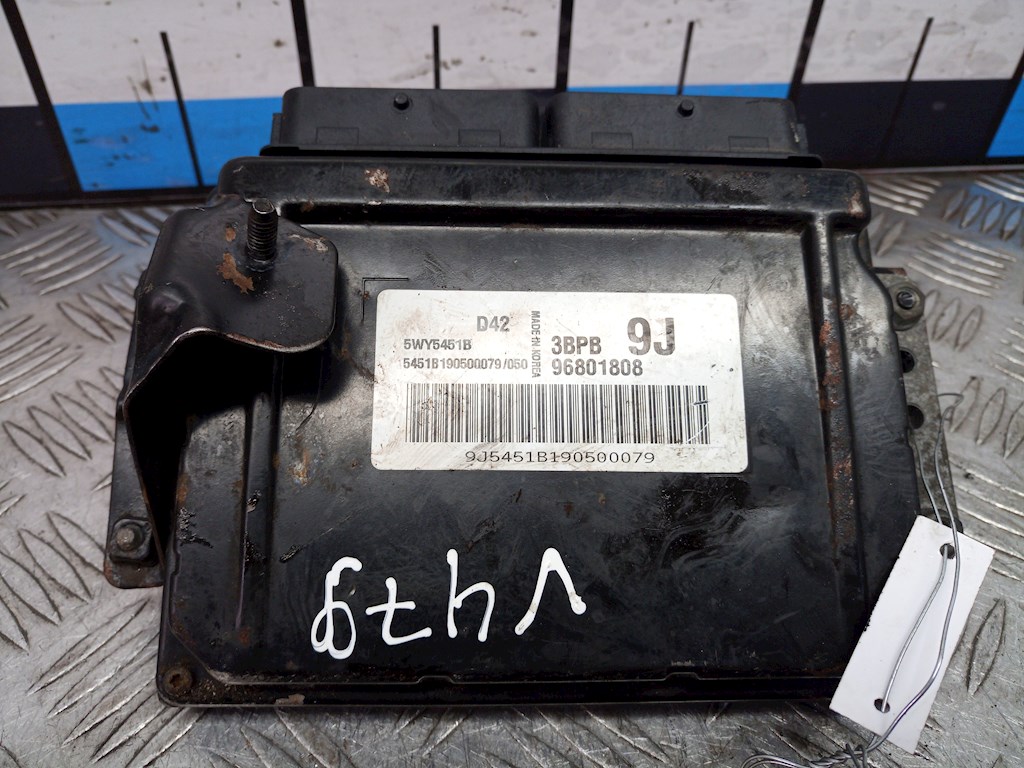 D42
5WY5451B
5451B190500079/050
MADE IN KOREA
3BPB 9J
96801808
9J5451B190500079
V479